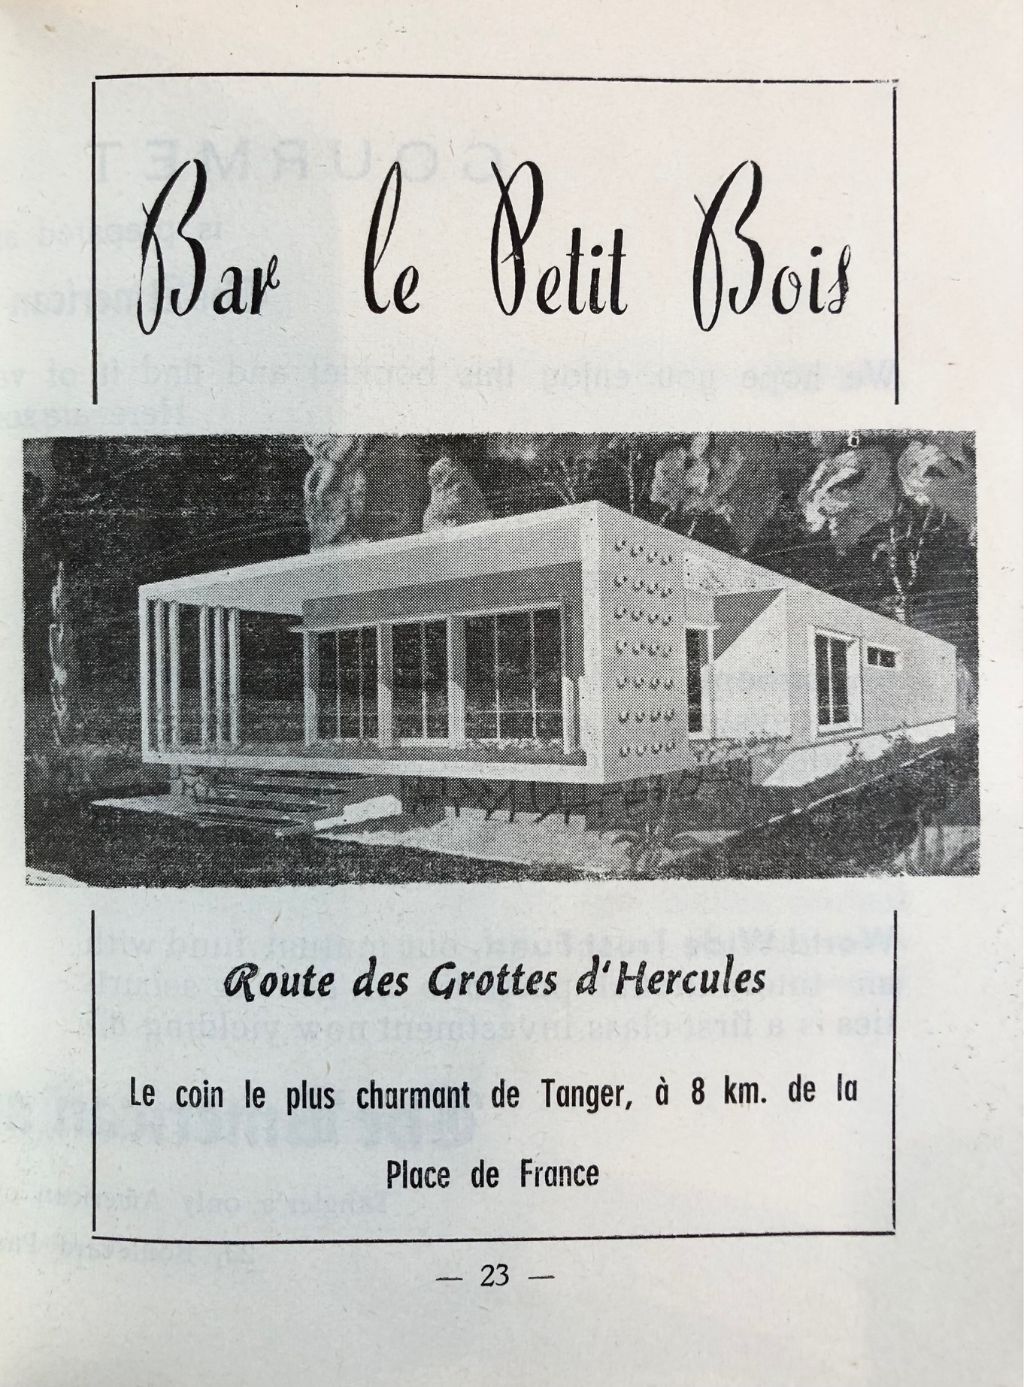 Bar le Petit Bois
Route des Grottes d'Hercules
Le coin le plus charmant de Tanger, à 8 km. de la
Place de France
— 23 —